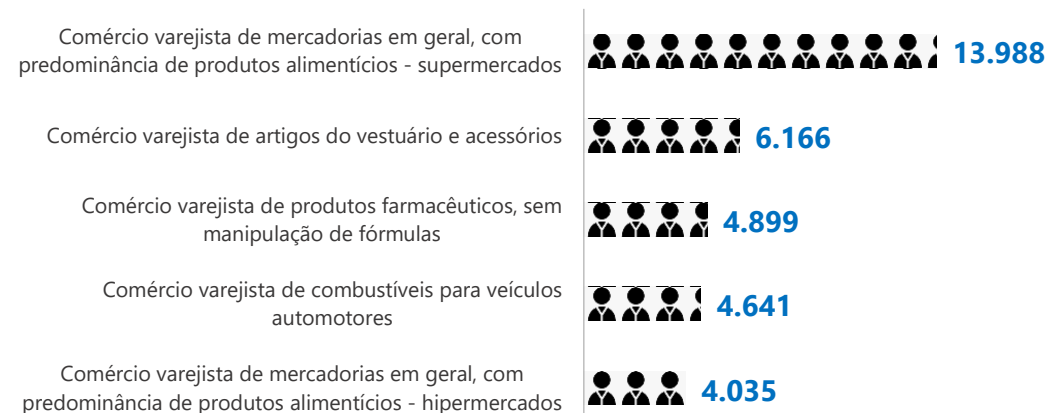 Comércio varejista de mercadorias em geral, com
predominância de produtos alimentícios - supermercados
13.988
Comércio varejista de artigos do vestuário e acessórios
6.166
Comércio varejista de produtos farmacêuticos, sem
manipulação de fórmulas
4.899
Comércio varejista de combustíveis para veículos
automotores
4.641
Comércio varejista de mercadorias em geral, com
predominância de produtos alimentícios - hipermercados
4.035